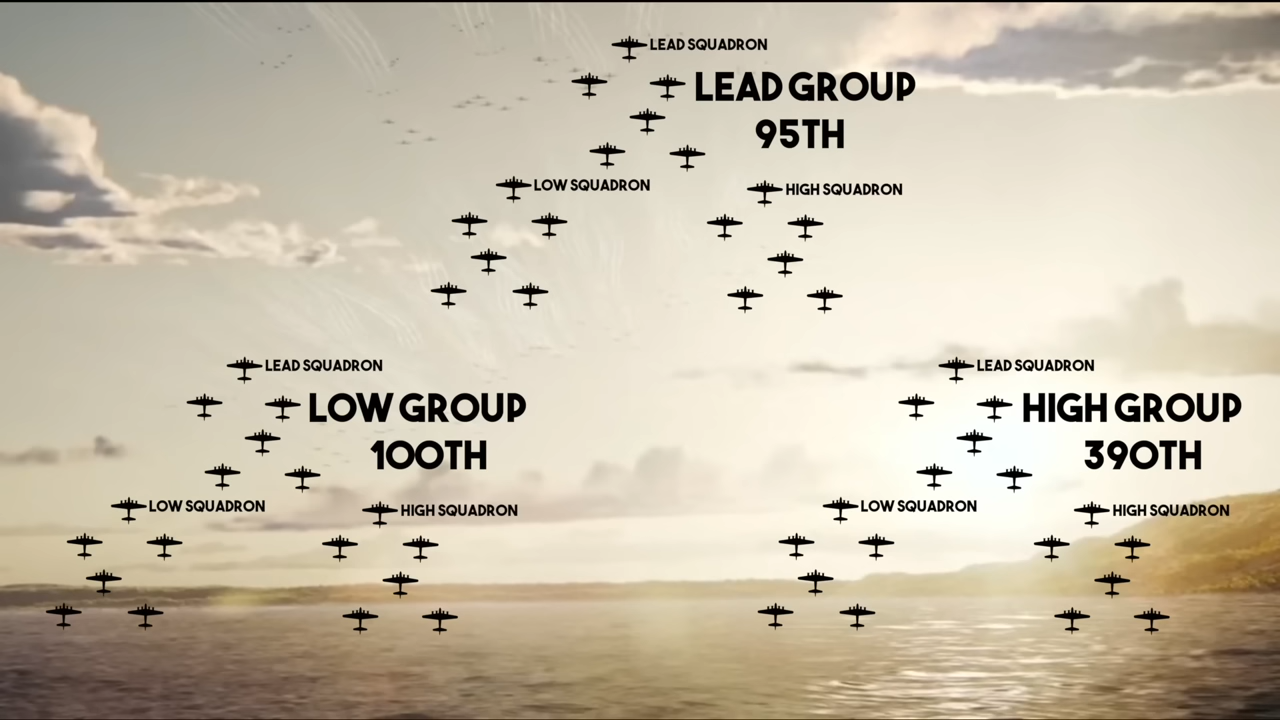 LEAD SQUADRON
LEAD GROUP
95TH
LOW SQUADRON
HIGH SQUADRON
LEAD SQUADRON
LOW GROUP
100TH
LOW SQUADRON
HIGH SQUADRON
LEAD SQUADRON
HIGH GROUP
390TH
LOW SQUADRON
HIGH SQUADRON